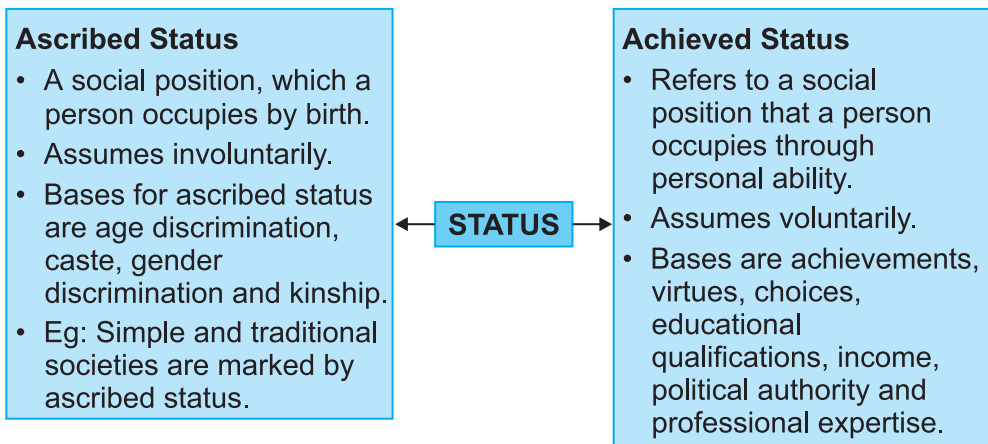 Ascribed Status
• A social position, which a
person occupies by birth.
• Assumes involuntarily.
• Bases for ascribed status
are age discrimination,
caste, gender
discrimination and kinship.
• Eg: Simple and traditional
societies are marked by
ascribed status.
STATUS
Achieved Status
• Refers to a social
position that a person
occupies through
personal ability.
• Assumes voluntarily.
• Bases are achievements,
virtues, choices,
educational
qualifications, income,
political authority and
professional expertise.